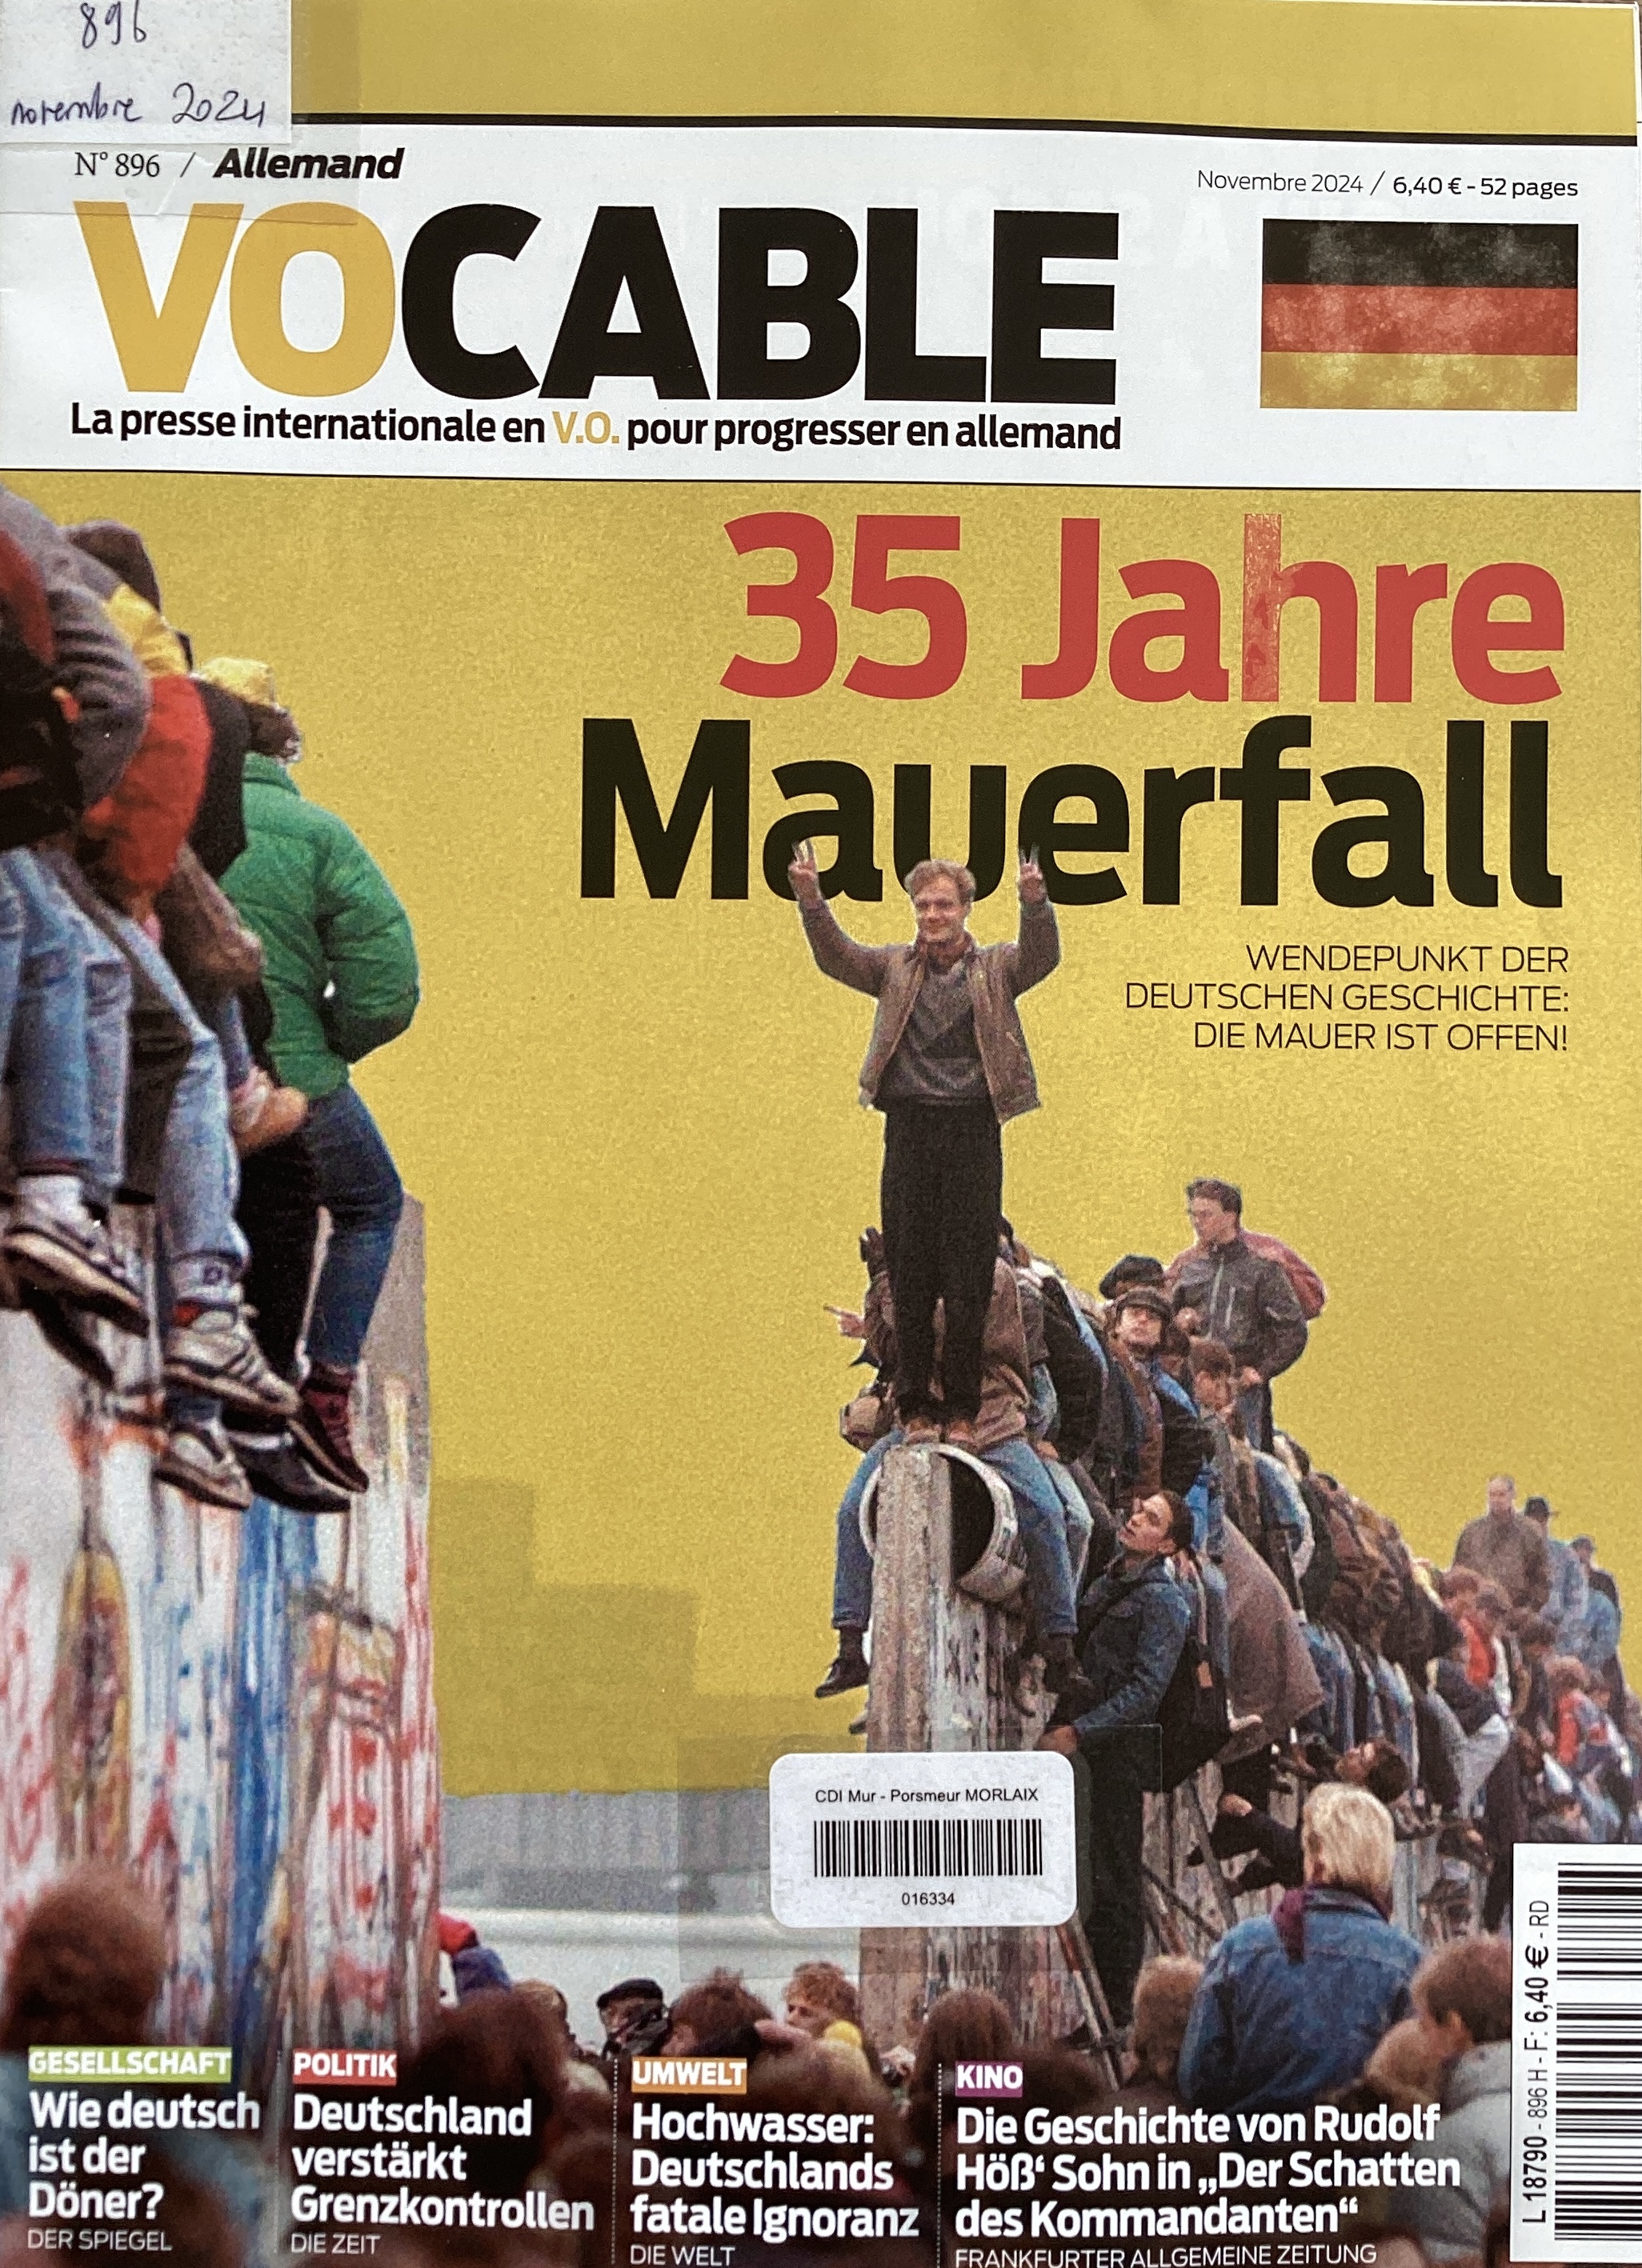 896
novembre 2024
N° 896 / Allemand
Novembre 2024 / 6,40 € - 52 pages
VOCABLE
La presse internationale en V.O. pour progresser en allemand
35 Jahre
Mauerfall
WENDEPUNKT DER
DEUTSCHEN GESCHICHTE:
DIE MAUER IST OFFEN!
CDI Mur - Porsmeur MORLAIX
016334
GESELLSCHAFT
Wie deutsch
ist der
Döner?
DER SPIEGEL
POLITIK
Deutschland
verstärkt
Grenzkontrollen
DIE ZEIT
UMWELT
Hochwasser:
Deutschlands
fatale Ignoranz
DIE WELT
KINO
Die Geschichte von Rudolf
Höß‘ Sohn in „Der Schatten
des Kommandanten“
FRANKFURTER ALLGEMEINE ZEITUNG
L 18790 - 896 H - F: 6,40 € - RD